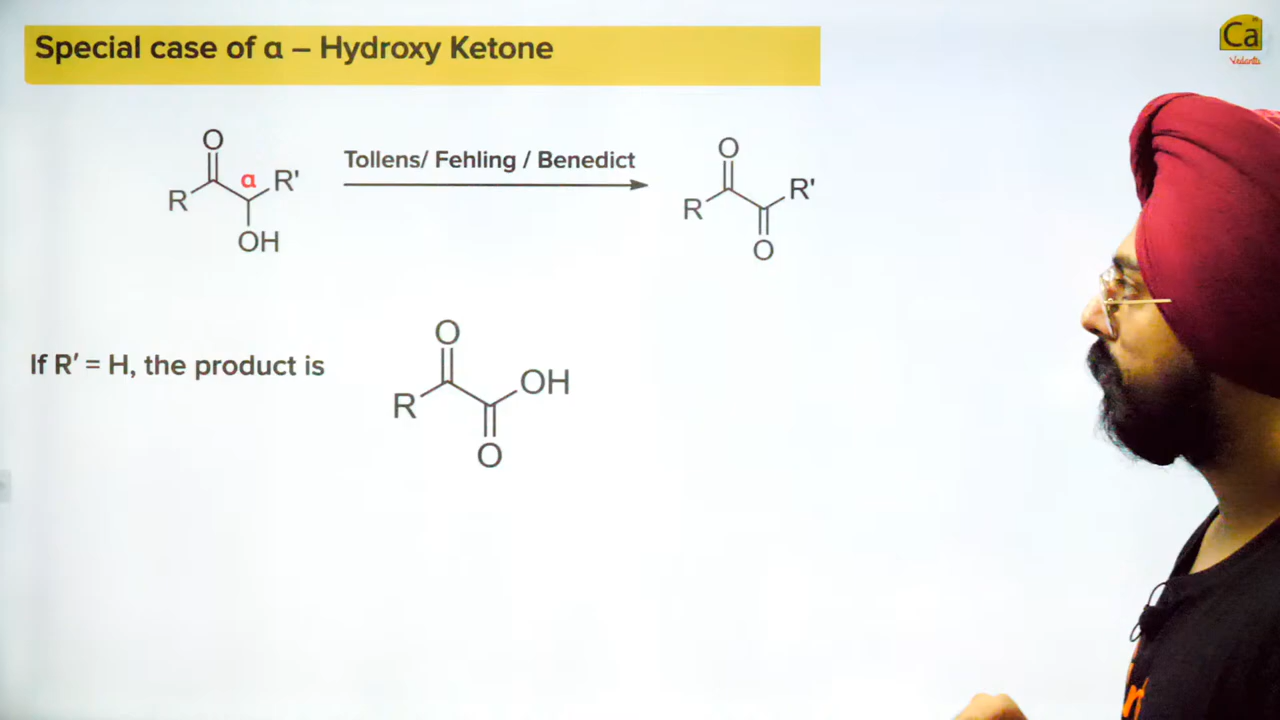 Special case of α – Hydroxy Ketone
Ca
Vedantu
O
α R'
R
OH
Tollens/ Fehling / Benedict
O
R'
R
O
If R′ = H, the product is
O
OH
R
O